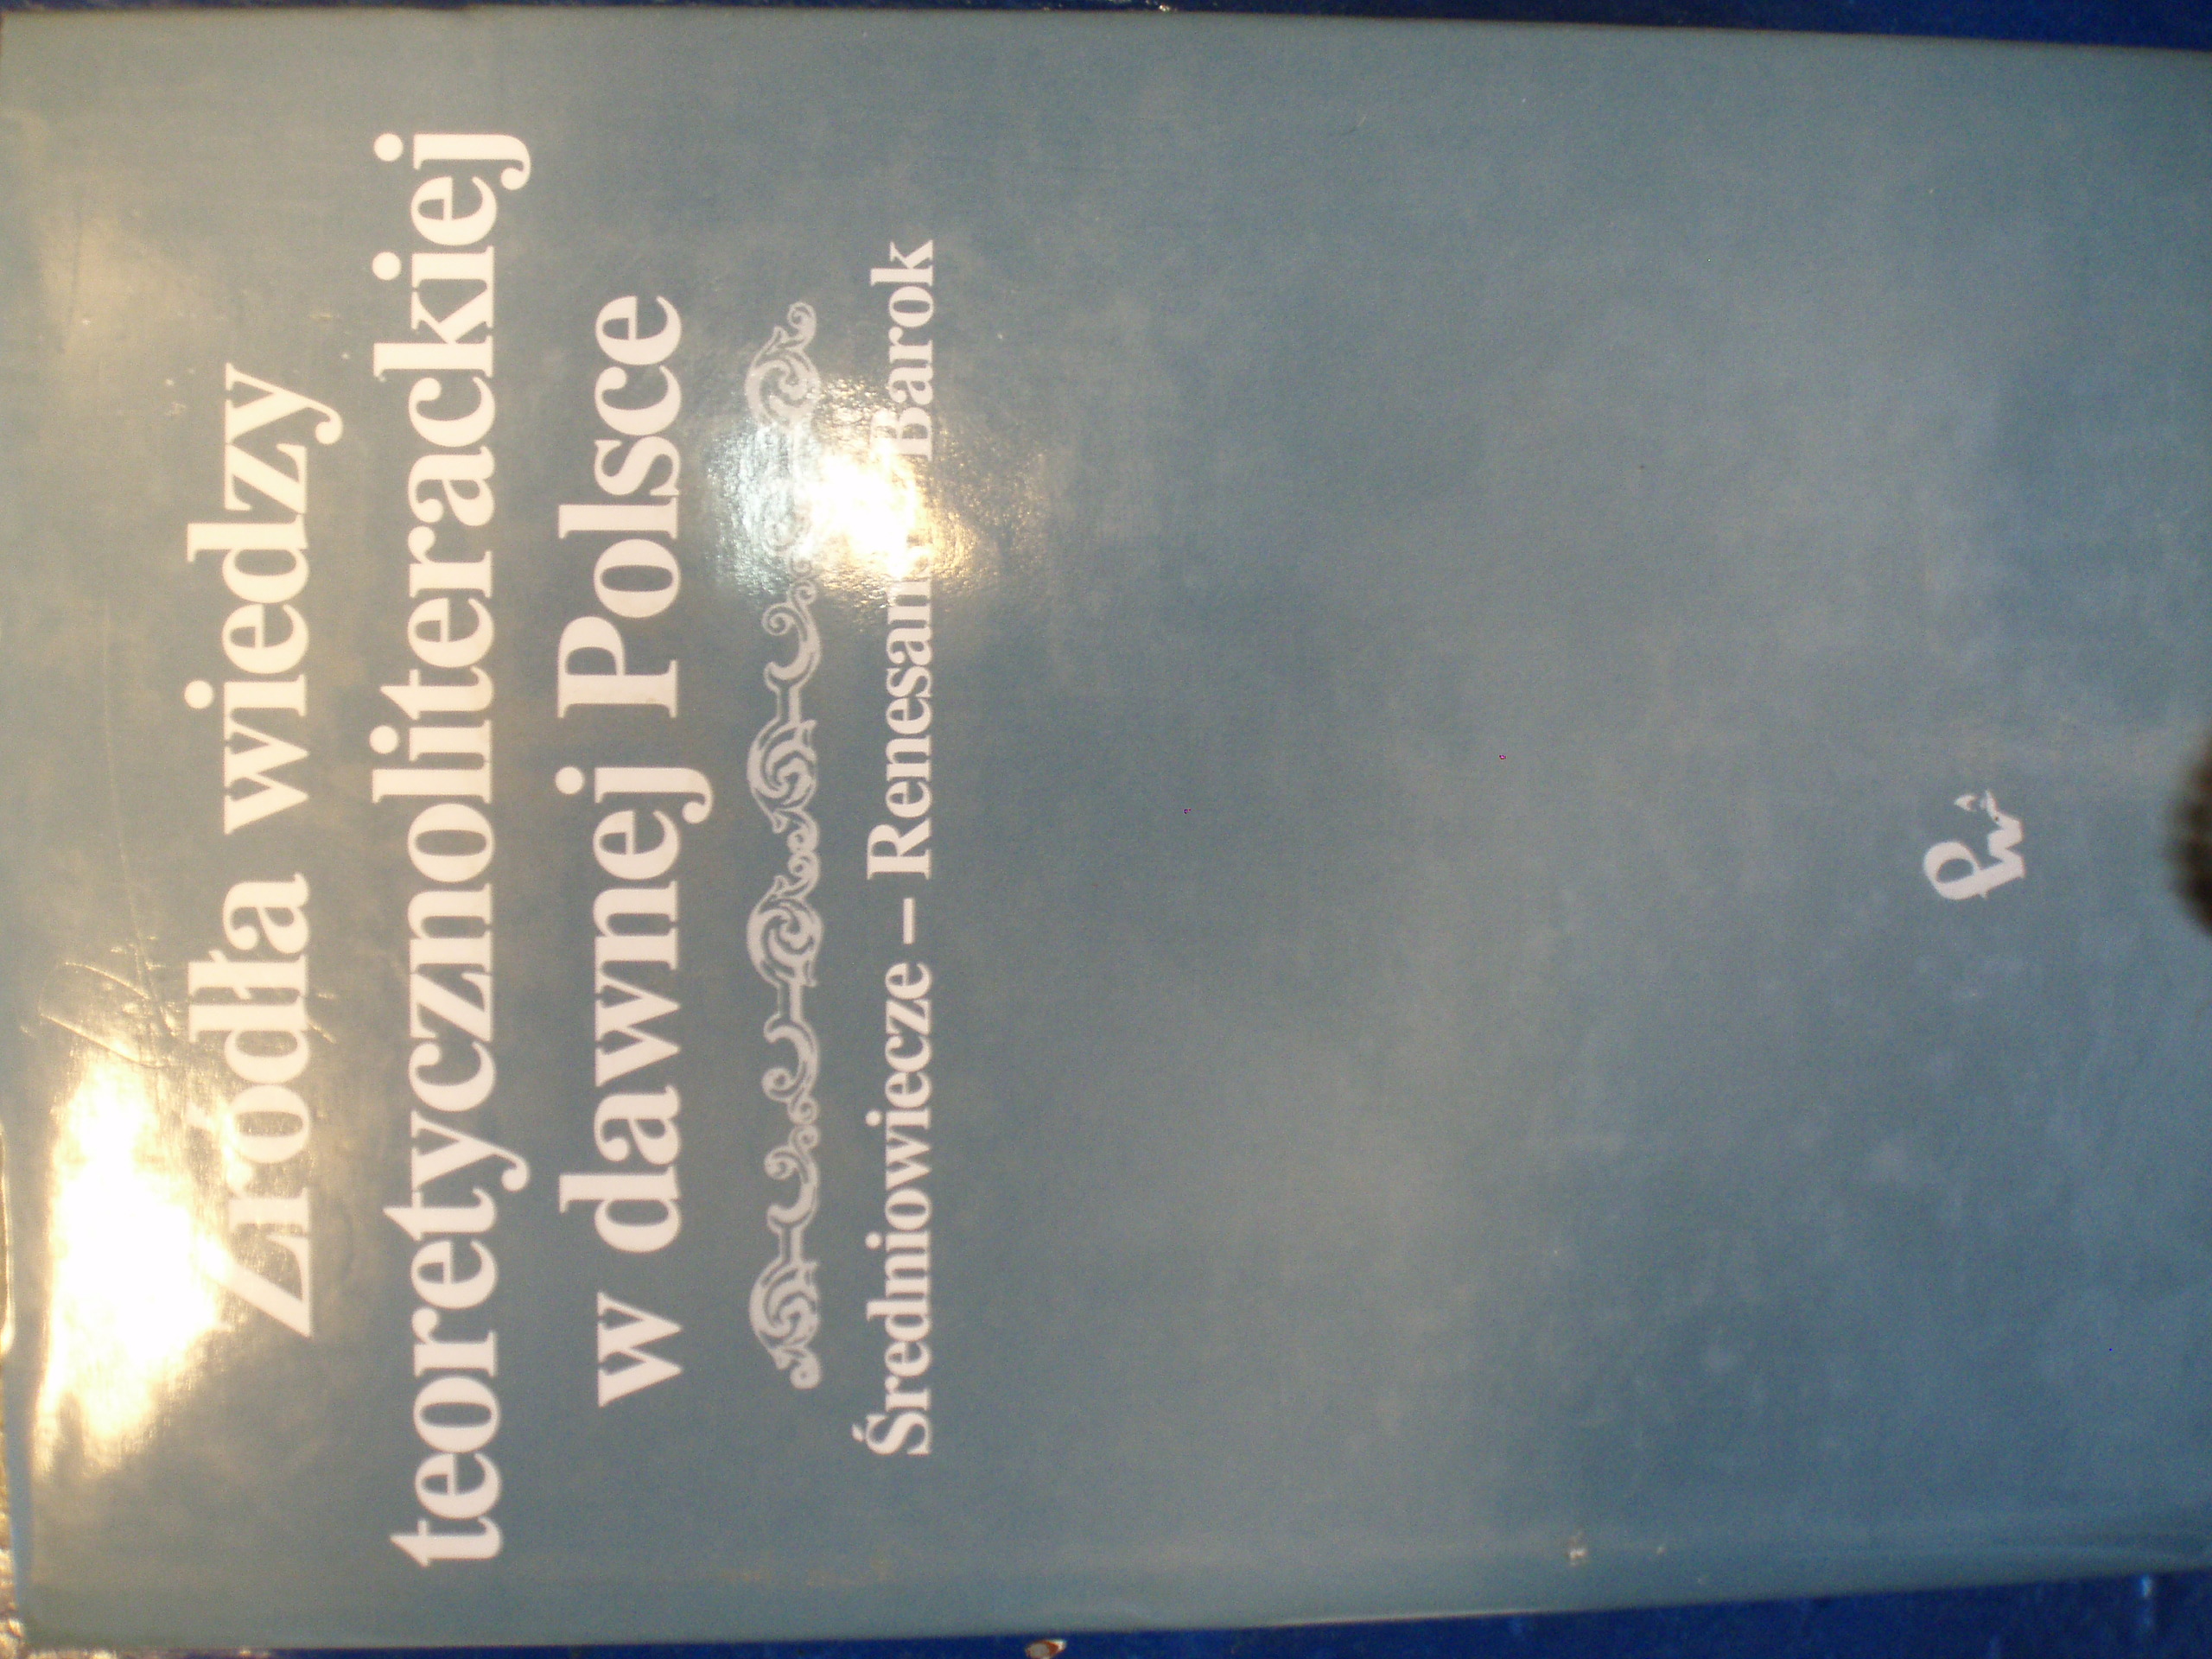 Źródła wiedzy
teoretycznoliterackiej
w dawnej Polsce
Średniowiecze – Renesans – Barok